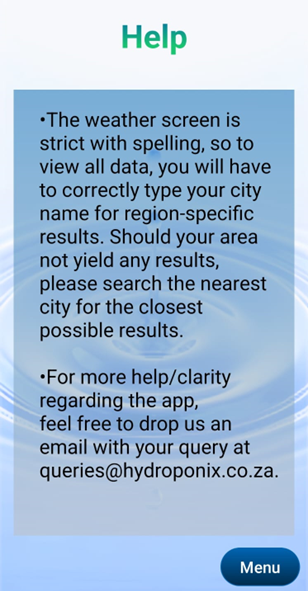 Help
•The weather screen is
strict with spelling, so to
view all data, you will have
to correctly type your city
name for region-specific
results. Should your area
not yield any results,
please search the nearest
city for the closest
possible results.
•For more help/clarity
regarding the app,
feel free to drop us an
email with your query at
queries@hydroponix.co.za.
Menu